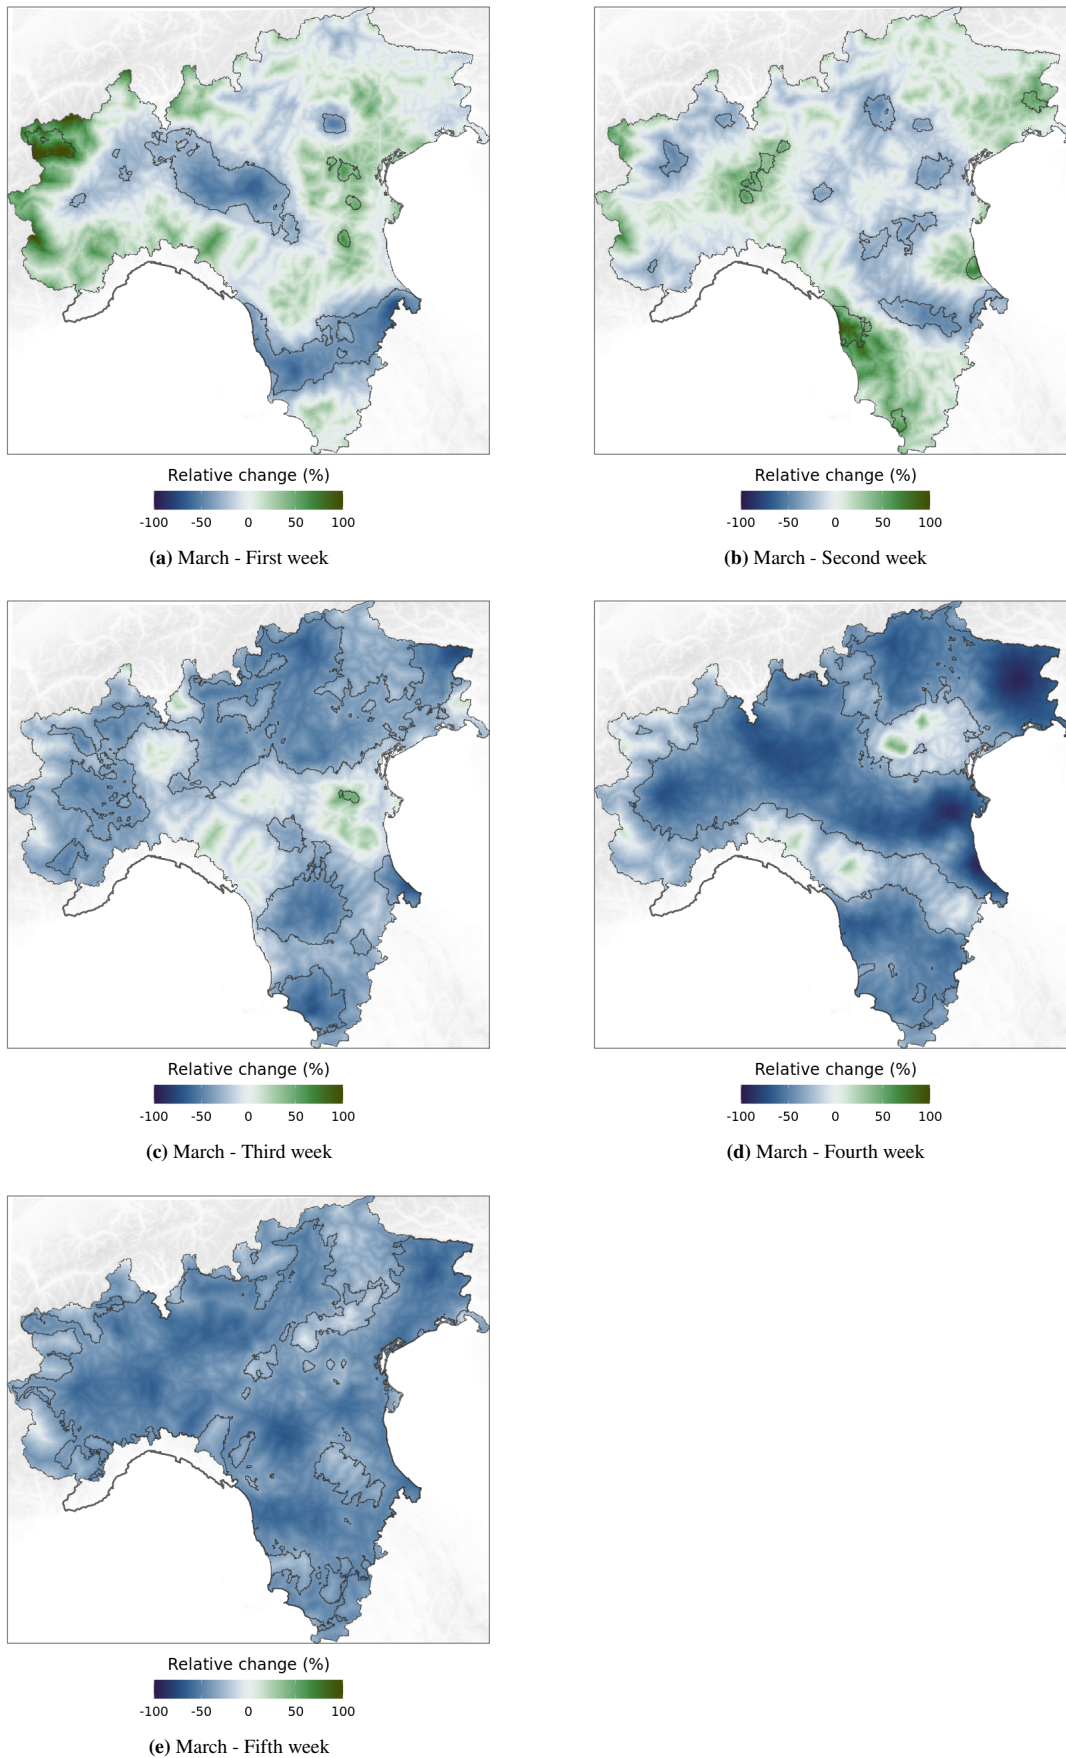 Relative change (%)
-100 -50 0 50 100
(a) March - First week
Relative change (%)
-100 -50 0 50 100
(b) March - Second week
Relative change (%)
-100 -50 0 50 100
(c) March - Third week
Relative change (%)
-100 -50 0 50 100
(d) March - Fourth week
Relative change (%)
-100 -50 0 50 100
(e) March - Fifth week